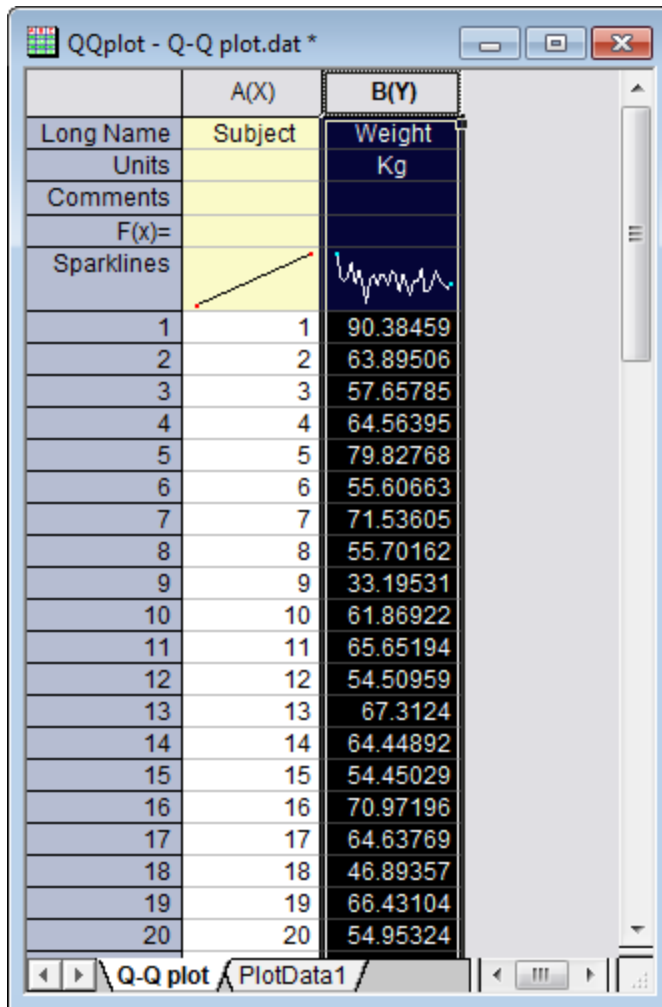 QQplot - Q-Q plot.dat *
A(X) B(Y)
Long Name Subject Weight
Units Kg
Comments
F(x)=
Sparklines
1 1 90.38459
2 2 63.89506
3 3 57.65785
4 4 64.56395
5 5 79.82768
6 6 55.60663
7 7 71.53605
8 8 55.70162
9 9 33.19531
10 10 61.86922
11 11 65.65194
12 12 54.50959
13 13 67.3124
14 14 64.44892
15 15 54.45029
16 16 70.97196
17 17 64.63769
18 18 46.89357
19 19 66.43104
20 20 54.95324
Q-Q plot PlotData1